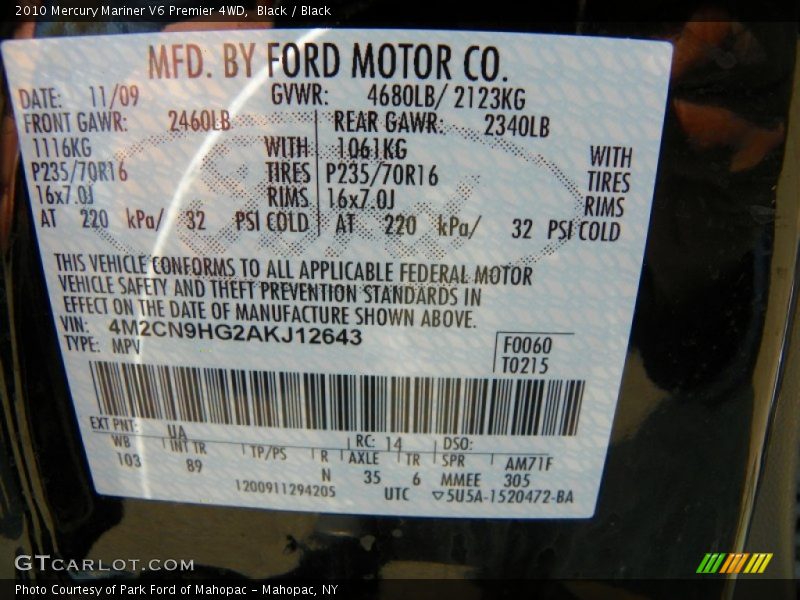 2010 Mercury Mariner V6 Premier 4WD,  Black / Black
MFD. BY FORD MOTOR CO.
DATE: 11/09 GVWR: 4680LB/ 2123KG
FRONT GAWR: 2460LB REAR GAWR: 2340LB
1116KG WITH 1061KG WITH
P235/70R16 TIRES P235/70R16 TIRES
16x7.0J RIMS 16x7.0J RIMS
AT 220 kPa/ 32 PSI COLD AT 220 kPa/ 32 PSI COLD
THIS VEHICLE CONFORMS TO ALL APPLICABLE FEDERAL MOTOR
VEHICLE SAFETY AND THEFT PREVENTION STANDARDS IN
EFFECT ON THE DATE OF MANUFACTURE SHOWN ABOVE.
VIN: 4M2CN9HG2AKJ12643
TYPE: MPV
F0060
T0215
EXT PNT: UA RC: 14 DSO:
WB INT TR TP/PS R AXLE TR SPR AM71F
103 89 N 35 6 MMEE 305
1200911294205 UTC ▽5U5A-1520472-BA
GTCARLOT.COM
Photo Courtesy of Park Ford of Mahopac – Mahopac, NY